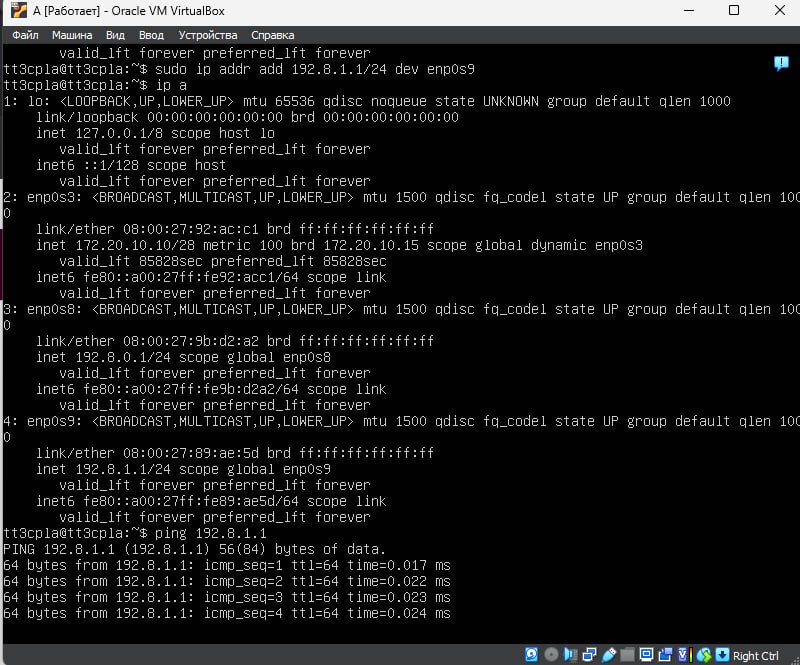 A [Работает] - Oracle VM VirtualBox
Файл Машина Вид Ввод Устройства Справка
valid_lft forever preferred_lft forever
tt3cpla@tt3cpla:~$ sudo ip addr add 192.8.1.1/24 dev enp0s9
tt3cpla@tt3cpla:~$ ip a
1: lo: <LOOPBACK,UP,LOWER_UP> mtu 65536 qdisc noqueue state UNKNOWN group default qlen 1000
link/loopback 00:00:00:00:00:00 brd 00:00:00:00:00:00
inet 127.0.0.1/8 scope host lo
valid_lft forever preferred_lft forever
inet6 ::1/128 scope host
valid_lft forever preferred_lft forever
2: enp0s3: <BROADCAST,MULTICAST,UP,LOWER_UP> mtu 1500 qdisc fq_codel state UP group default qlen 100
0
link/ether 08:00:27:92:ac:c1 brd ff:ff:ff:ff:ff:ff
inet 172.20.10.10/28 metric 100 brd 172.20.10.15 scope global dynamic enp0s3
valid_lft 85828sec preferred_lft 85828sec
inet6 fe80::a00:27ff:fe92:acc1/64 scope link
valid_lft forever preferred_lft forever
3: enp0s8: <BROADCAST,MULTICAST,UP,LOWER_UP> mtu 1500 qdisc fq_codel state UP group default qlen 100
0
link/ether 08:00:27:9b:d2:a2 brd ff:ff:ff:ff:ff:ff
inet 192.8.0.1/24 scope global enp0s8
valid_lft forever preferred_lft forever
inet6 fe80::a00:27ff:fe9b:d2a2/64 scope link
valid_lft forever preferred_lft forever
4: enp0s9: <BROADCAST,MULTICAST,UP,LOWER_UP> mtu 1500 qdisc fq_codel state UP group default qlen 100
0
link/ether 08:00:27:89:ae:5d brd ff:ff:ff:ff:ff:ff
inet 192.8.1.1/24 scope global enp0s9
valid_lft forever preferred_lft forever
inet6 fe80::a00:27ff:fe89:ae5d/64 scope link
valid_lft forever preferred_lft forever
tt3cpla@tt3cpla:~$ ping 192.8.1.1
PING 192.8.1.1 (192.8.1.1) 56(84) bytes of data.
64 bytes from 192.8.1.1: icmp_seq=1 ttl=64 time=0.017 ms
64 bytes from 192.8.1.1: icmp_seq=2 ttl=64 time=0.022 ms
64 bytes from 192.8.1.1: icmp_seq=3 ttl=64 time=0.023 ms
64 bytes from 192.8.1.1: icmp_seq=4 ttl=64 time=0.024 ms
Right Ctrl